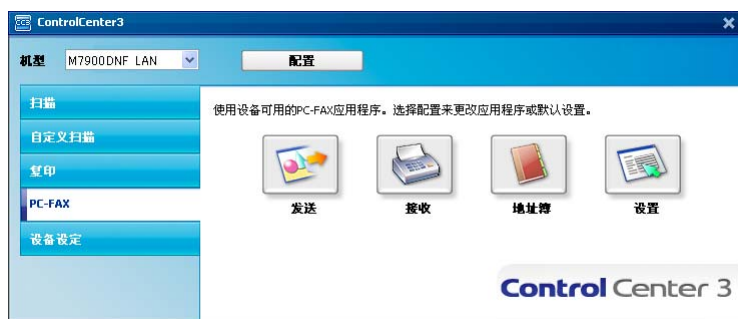 ControlCenter3
机型 M7900DNF LAN 配置
扫描
使用设备可用的PC-FAX应用程序。选择配置来更改应用程序或默认设置。
自定义扫描
复印
PC-FAX
发送 接收 地址簿 设置
设备设定
Control Center 3